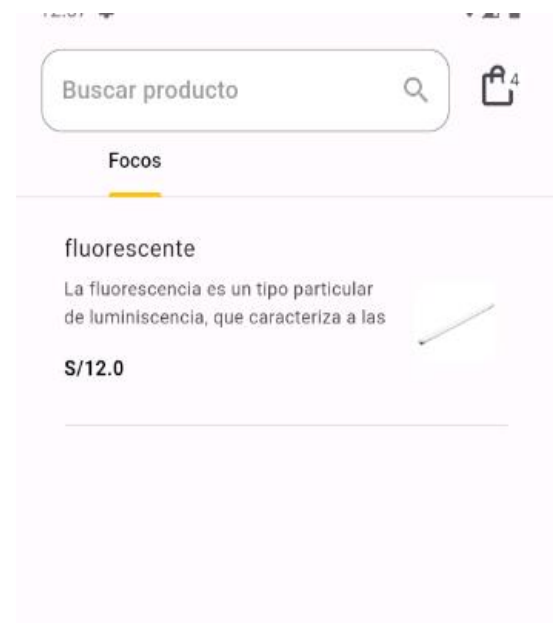 Buscar producto
4
Focos
fluorescente
La fluorescencia es un tipo particular
de luminiscencia, que caracteriza a las
S/12.0